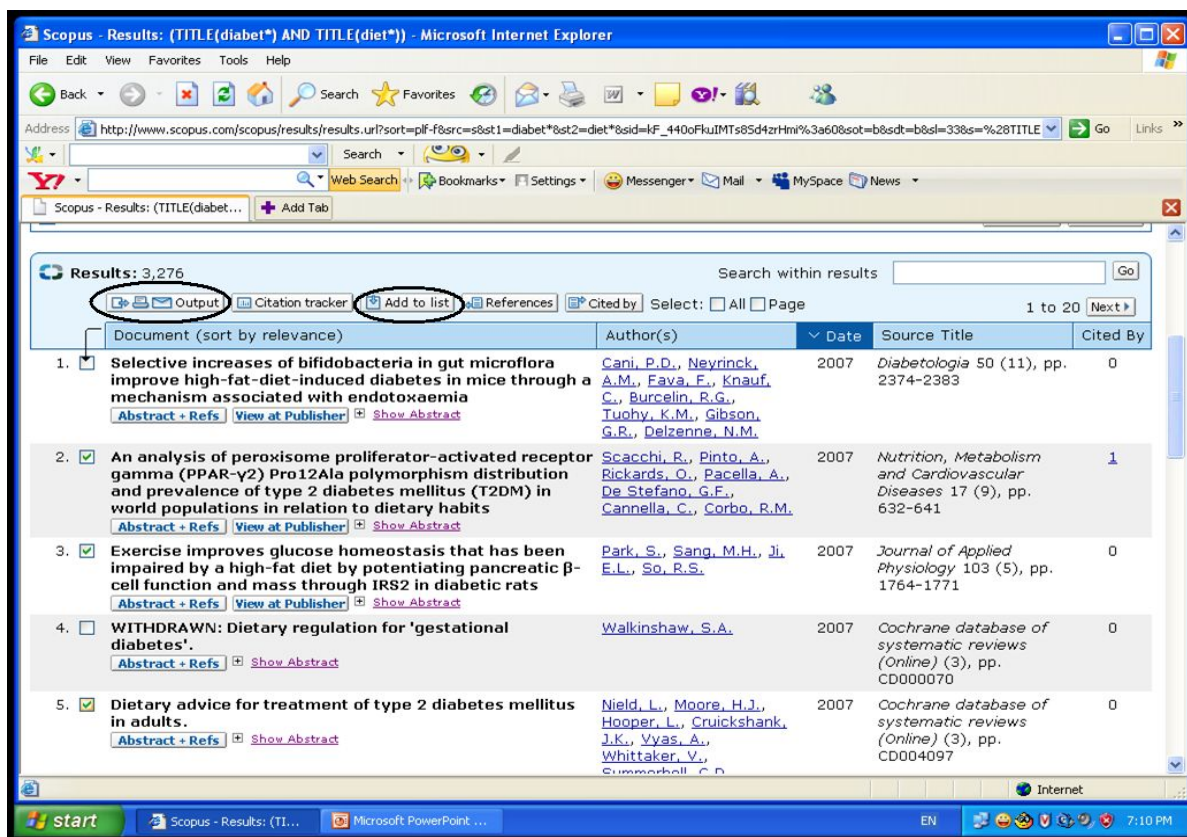 Scopus - Results: (TITLE(diabet*) AND TITLE(diet*)) - Microsoft Internet Explorer
File Edit View Favorites Tools Help
Back Search Favorites
Address http://www.scopus.com/scopus/results/results.url?sort=plf-f&src=s&st1=diabet*&st2=diet*&sid=kF_440oFkuIMTs8Sd4zrHmi%3a60&sot=b&sdt=b&sl=33&s=%28TITLE Go Links »
Search
Y! Web Search Bookmarks Settings Messenger Mail MySpace News
Scopus - Results: (TITLE(diabet... Add Tab
Results: 3,276 Search within results Go
Output Citation tracker Add to list References Cited by Select: All Page 1 to 20 Next
Document (sort by relevance) Author(s) Date Source Title Cited By
1. Selective increases of bifidobacteria in gut microflora Cani, P.D., Neyrinck, 2007 Diabetologia 50 (11), pp. 0
improve high-fat-diet-induced diabetes in mice through a A.M., Fava, F., Knauf, 2374-2383
mechanism associated with endotoxaemia C., Burcelin, R.G.,
Abstract + Refs View at Publisher Show Abstract Tuohy, K.M., Gibson,
G.R., Delzenne, N.M.
2. An analysis of peroxisome proliferator-activated receptor Scacchi, R., Pinto, A., 2007 Nutrition, Metabolism 1
gamma (PPAR-γ2) Pro12Ala polymorphism distribution Rickards, O., Pacella, A., and Cardiovascular
and prevalence of type 2 diabetes mellitus (T2DM) in De Stefano, G.F., Diseases 17 (9), pp.
world populations in relation to dietary habits Cannella, C., Corbo, R.M. 632-641
Abstract + Refs View at Publisher Show Abstract
3. Exercise improves glucose homeostasis that has been Park, S., Sang, M.H., Ji, 2007 Journal of Applied 0
impaired by a high-fat diet by potentiating pancreatic β- E.L., So, R.S. Physiology 103 (5), pp.
cell function and mass through IRS2 in diabetic rats 1764-1771
Abstract + Refs View at Publisher Show Abstract
4. WITHDRAWN: Dietary regulation for 'gestational Walkinshaw, S.A. 2007 Cochrane database of 0
diabetes'. systematic reviews
Abstract + Refs Show Abstract (Online) (3), pp.
CD000070
5. Dietary advice for treatment of type 2 diabetes mellitus Nield, L., Moore, H.J., 2007 Cochrane database of 0
in adults. Hooper, L., Cruickshank, systematic reviews
Abstract + Refs Show Abstract J.K., Vyas, A., (Online) (3), pp.
Whittaker, V., CD004097
Summerbell, C.D.
Internet
start Scopus - Results: (TI... Microsoft PowerPoint ... EN 7:10 PM